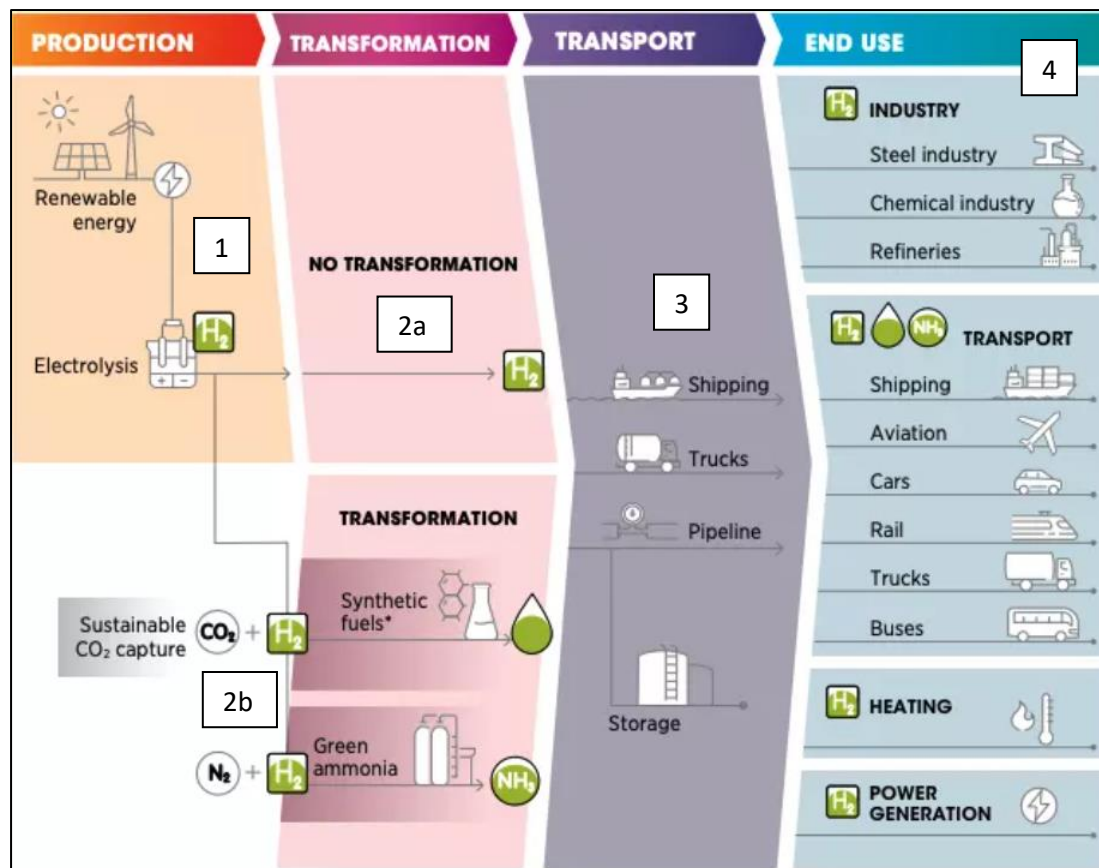 PRODUCTION
TRANSFORMATION
TRANSPORT
END USE
4
Renewable
energy
1
H₂
Electrolysis
NO TRANSFORMATION
2a
H₂
TRANSFORMATION
Sustainable
CO₂ capture
CO₂ + H₂
Synthetic
fuels*
2b
N₂ + H₂
Green
ammonia
NH₃
3
Shipping
Trucks
Pipeline
Storage
H₂ INDUSTRY
Steel industry
Chemical industry
Refineries
H₂ NH₃ TRANSPORT
Shipping
Aviation
Cars
Rail
Trucks
Buses
H₂ HEATING
H₂ POWER
GENERATION